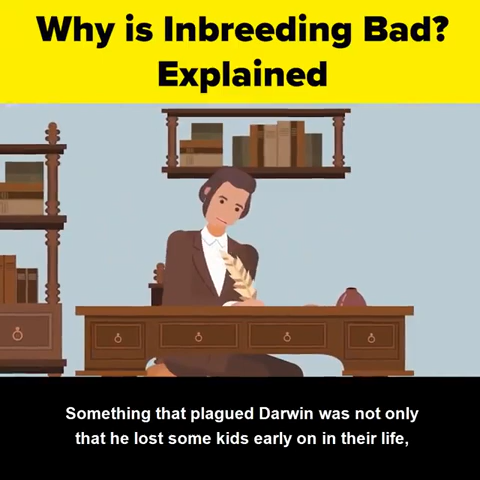 Why is Inbreeding Bad?
Explained
Something that plagued Darwin was not only
that he lost some kids early on in their life,